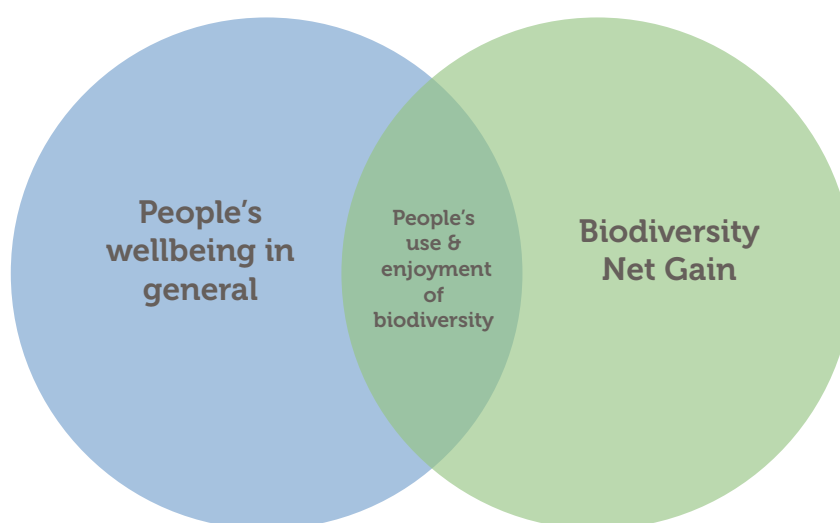 People’s
wellbeing in
general
People’s
use &
enjoyment
of
biodiversity
Biodiversity
Net Gain